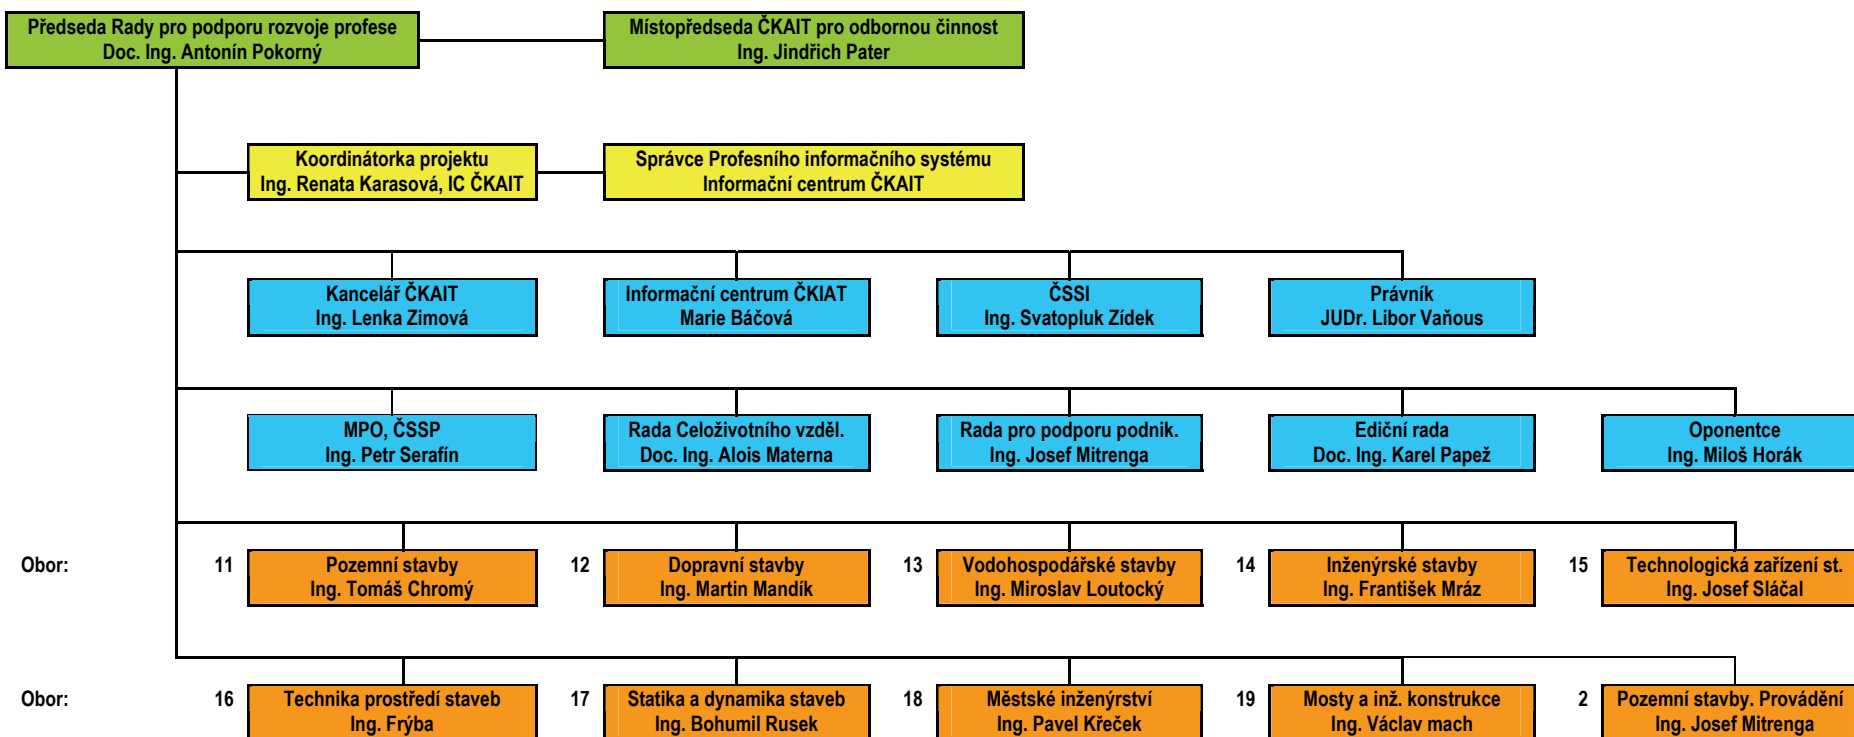 Předseda Rady pro podporu rozvoje profese
Doc. Ing. Antonín Pokorný
Místopředseda ČKAIT pro odbornou činnost
Ing. Jindřich Pater
Koordinátorka projektu
Ing. Renata Karasová, IC ČKAIT
Správce Profesního informačního systému
Informační centrum ČKAIT
Kancelář ČKAIT
Ing. Lenka Zimová
Informační centrum ČKIAT
Marie Báčová
ČSSI
Ing. Svatopluk Zídek
Právník
JUDr. Libor Vaňous
MPO, ČSSP
Ing. Petr Serafín
Rada Celoživotního vzděl.
Doc. Ing. Alois Materna
Rada pro podporu podnik.
Ing. Josef Mitrenga
Ediční rada
Doc. Ing. Karel Papež
Oponentce
Ing. Miloš Horák
Obor:
11
Pozemní stavby
Ing. Tomáš Chromý
12
Dopravní stavby
Ing. Martin Mandík
13
Vodohospodářské stavby
Ing. Miroslav Loutocký
14
Inženýrské stavby
Ing. František Mráz
15
Technologická zařízení st.
Ing. Josef Sláčal
Obor:
16
Technika prostředí staveb
Ing. Frýba
17
Statika a dynamika staveb
Ing. Bohumil Rusek
18
Městské inženýrství
Ing. Pavel Křeček
19
Mosty a inž. konstrukce
Ing. Václav mach
2
Pozemní stavby. Provádění
Ing. Josef Mitrenga